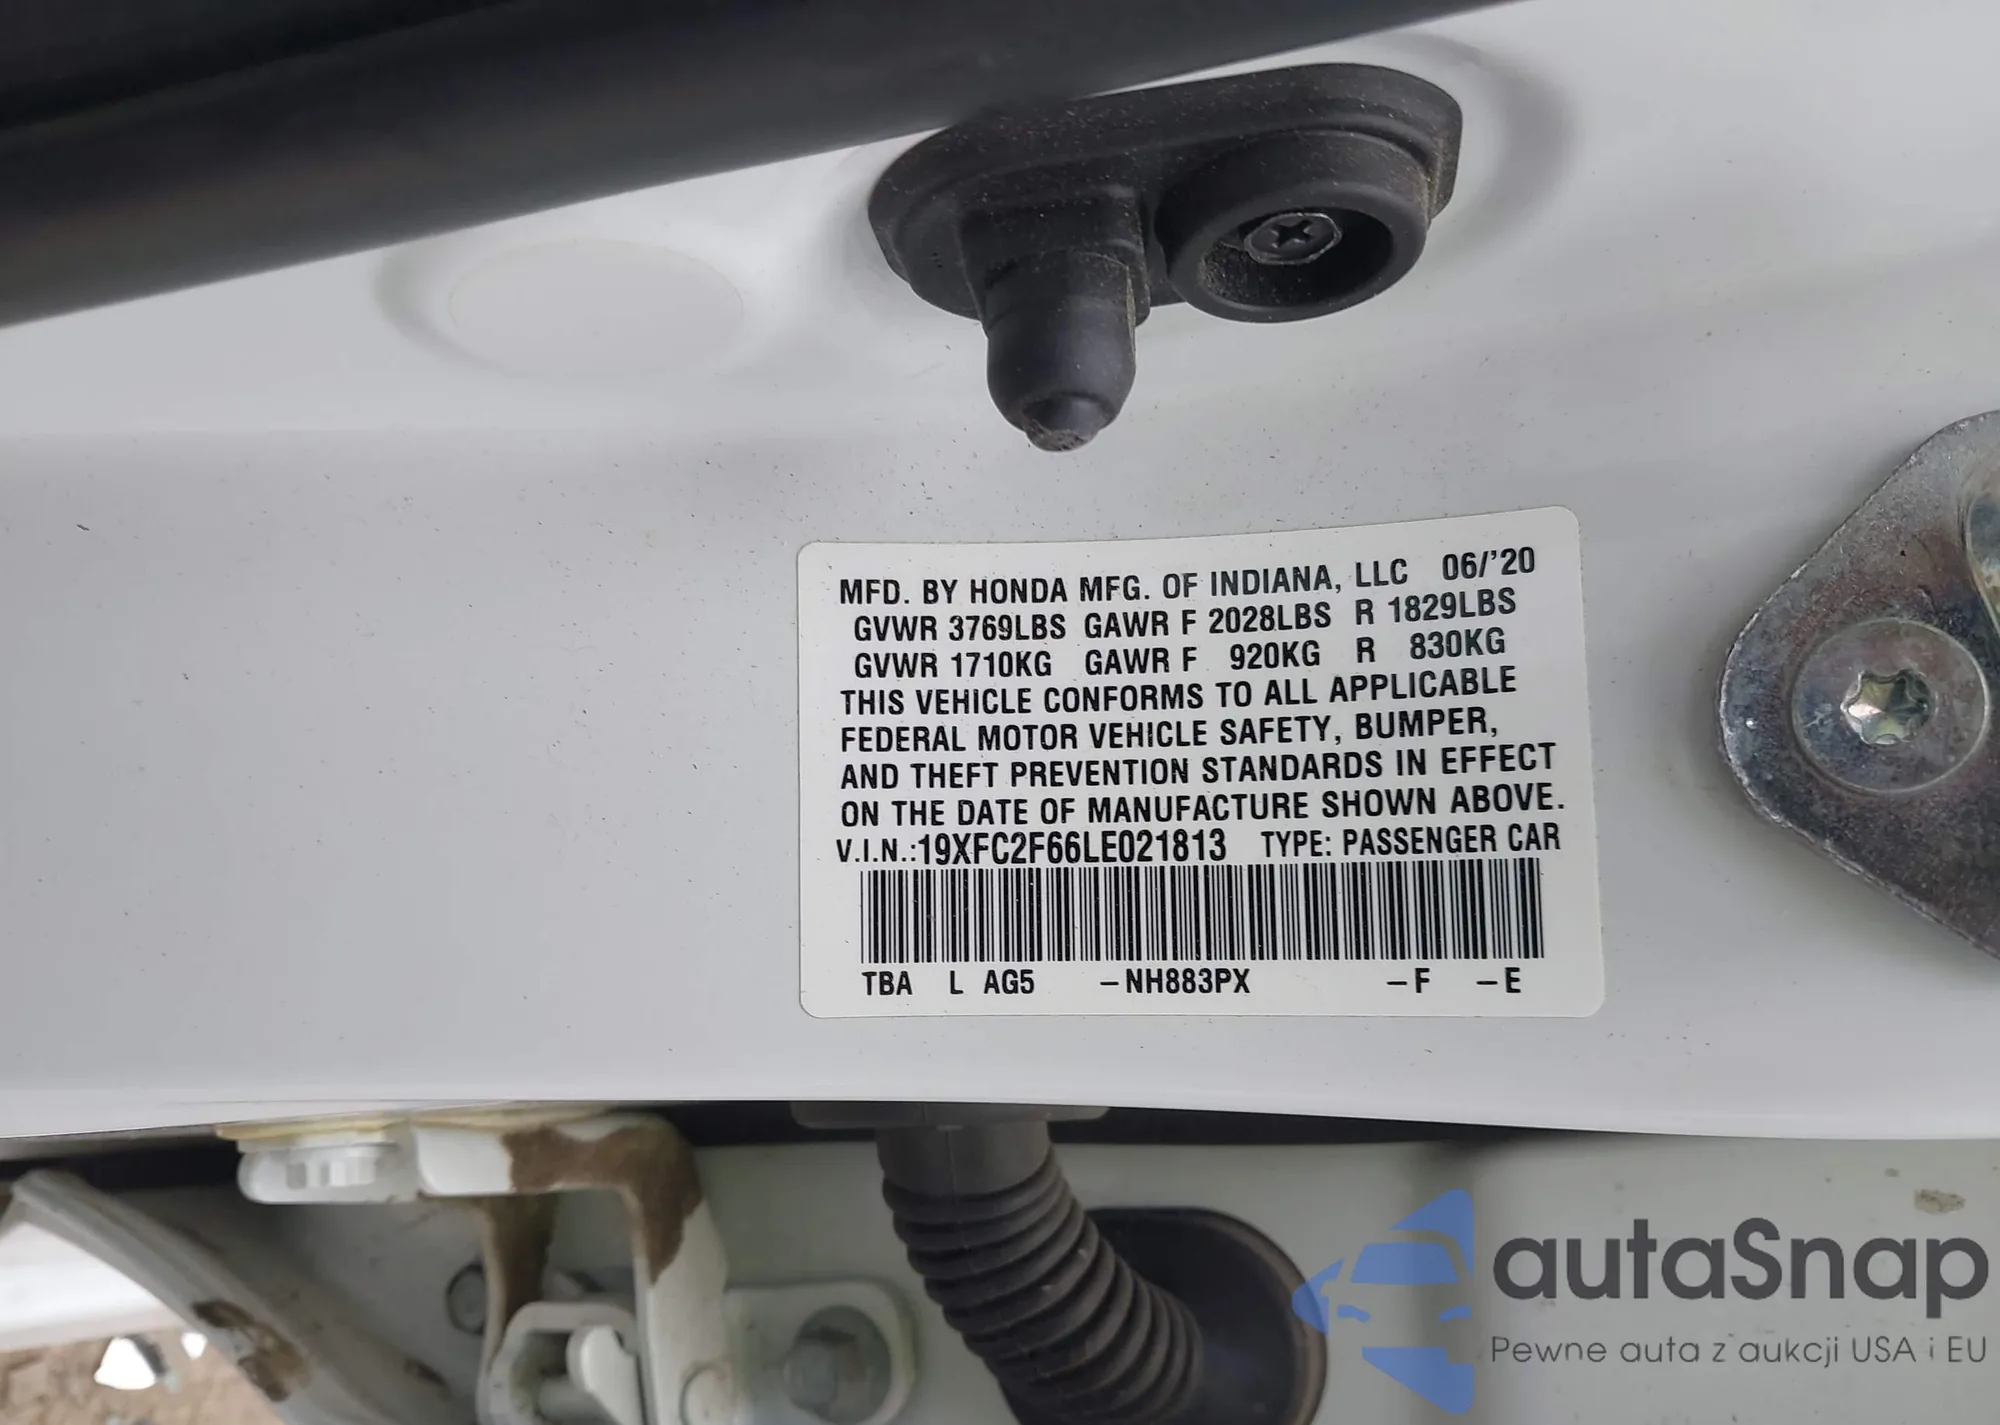 MFD. BY HONDA MFG. OF INDIANA, LLC 06/'20
GVWR 3769LBS GAWR F 2028LBS R 1829LBS
GVWR 1710KG GAWR F 920KG R 830KG
THIS VEHICLE CONFORMS TO ALL APPLICABLE
FEDERAL MOTOR VEHICLE SAFETY, BUMPER,
AND THEFT PREVENTION STANDARDS IN EFFECT
ON THE DATE OF MANUFACTURE SHOWN ABOVE.
V.I.N.:19XFC2F66LE021813 TYPE: PASSENGER CAR
TBA L AG5 –NH883PX –F –E
autaSnap
Pewne auta z aukcji USA i EU